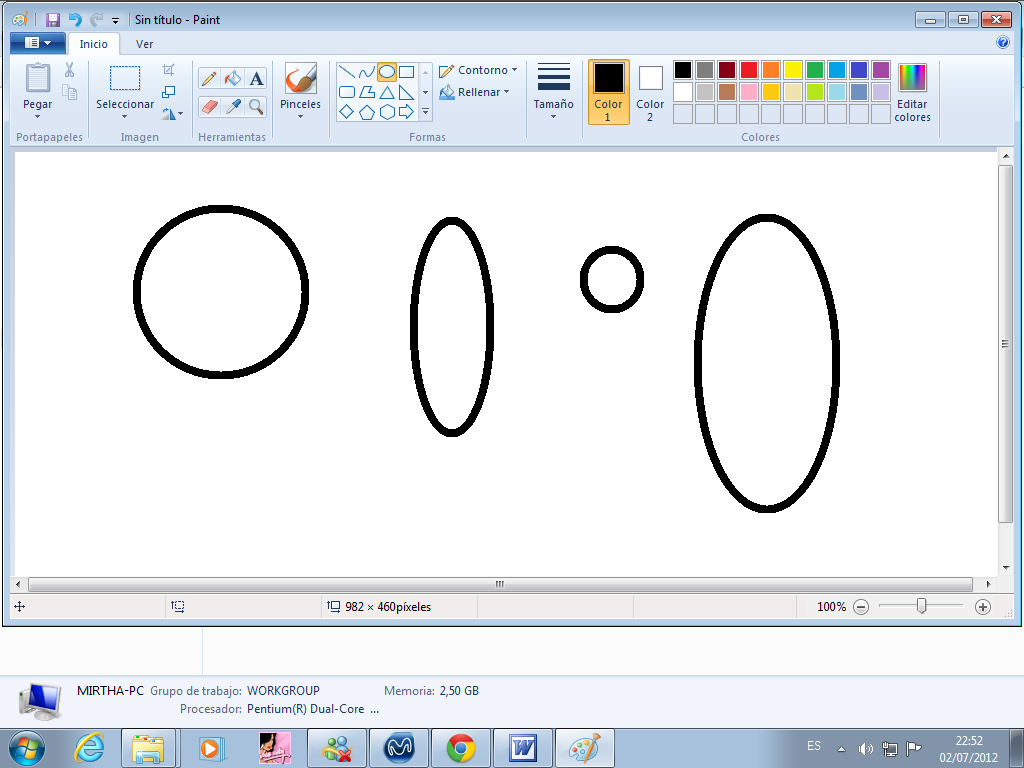 Sin título - Paint
Inicio Ver
Pegar
Seleccionar
A
Pinceles
Contorno
Rellenar
Tamaño
Color 1
Color 2
Editar colores
Portapapeles Imagen Herramientas Formas Colores
982 × 460píxeles 100%
MIRTHA-PC Grupo de trabajo: WORKGROUP Memoria: 2,50 GB
Procesador: Pentium(R) Dual-Core ...
ES 22:52
02/07/2012